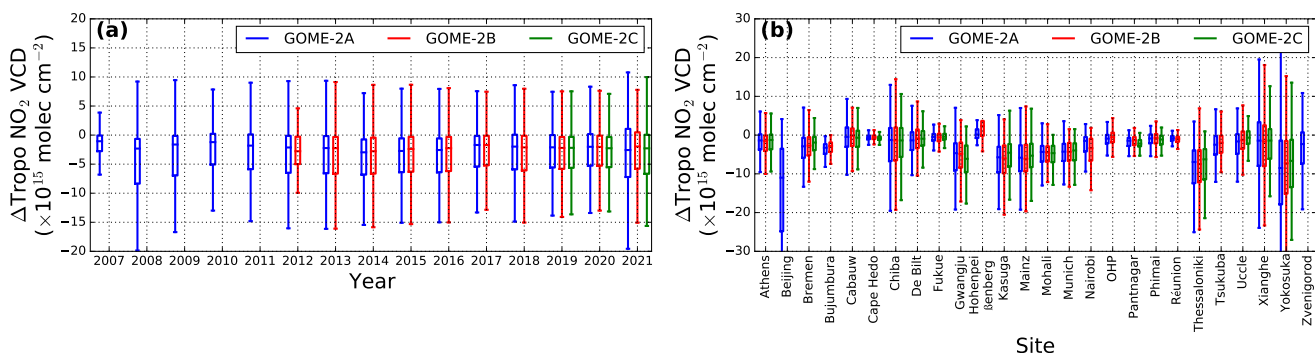 (a)
GOME-2A GOME-2B GOME-2C
20
15
10
5
0
−5
−10
−15
−20
ΔTropo NO₂ VCD
(×10¹⁵ molec cm⁻²)
2007 2008 2009 2010 2011 2012 2013 2014 2015 2016 2017 2018 2019 2020 2021
Year
(b)
GOME-2A GOME-2B GOME-2C
30
20
10
0
−10
−20
−30
ΔTropo NO₂ VCD
(×10¹⁵ molec cm⁻²)
Athens
Beijing
Bremen
Bujumbura
Cabauw
Cape Hedo
Chiba
De Bilt
Fukue
Gwangju
Hohenpei
ßenberg
Kasuga
Mainz
Mohali
Munich
Nairobi
OHP
Pantnagar
Phimai
Réunion
Thessaloniki
Tsukuba
Uccle
Xianghe
Yokosuka
Zvenigorod
Site